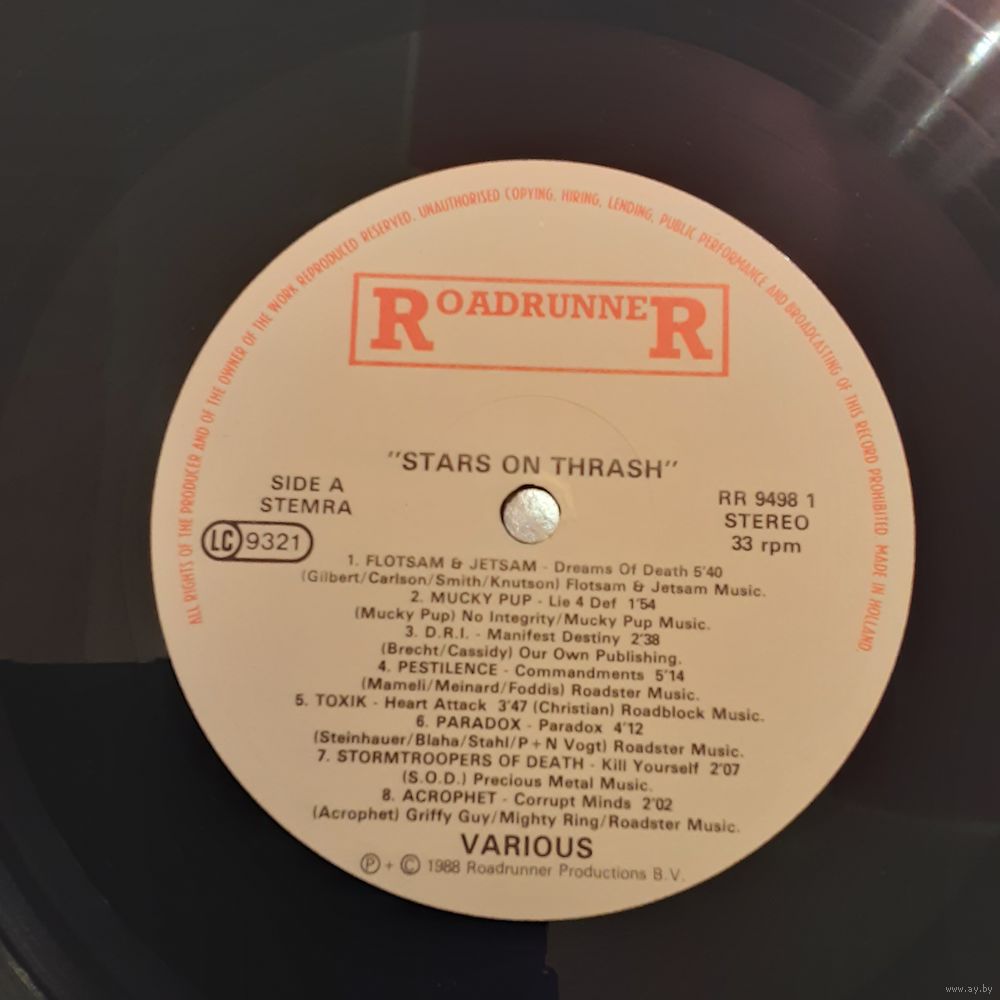 ALL RIGHTS OF THE PRODUCER AND OF THE OWNER OF THE WORK REPRODUCED RESERVED. UNAUTHORISED COPYING, HIRING, LENDING, PUBLIC PERFORMANCE AND BROADCASTING OF THIS RECORD PROHIBITED MADE IN HOLLAND.
ROADRUNNER
"STARS ON THRASH"
SIDE A
STEMRA
LC 9321
RR 9498 1
STEREO
33 rpm
1. FLOTSAM & JETSAM - Dreams Of Death 5'40
(Gilbert/Carlson/Smith/Knutson) Flotsam & Jetsam Music.
2. MUCKY PUP - Lie 4 Def 1'54
(Mucky Pup) No Integrity/Mucky Pup Music.
3. D.R.I. - Manifest Destiny 2'38
(Brecht/Cassidy) Our Own Publishing.
4. PESTILENCE - Commandments 5'14
(Mameli/Meinard/Foddis) Roadster Music.
5. TOXIK - Heart Attack 3'47 (Christian) Roadblock Music.
6. PARADOX - Paradox 4'12
(Steinhauer/Blaha/Stahl/P+N Vogt) Roadster Music.
7. STORMTROOPERS OF DEATH - Kill Yourself 2'07
(S.O.D.) Precious Metal Music.
8. ACROPHET - Corrupt Minds 2'02
(Acrophet) Griffy Guy/Mighty Ring/Roadster Music.
VARIOUS
Ⓟ + © 1988 Roadrunner Productions B.V.
www.ay.by